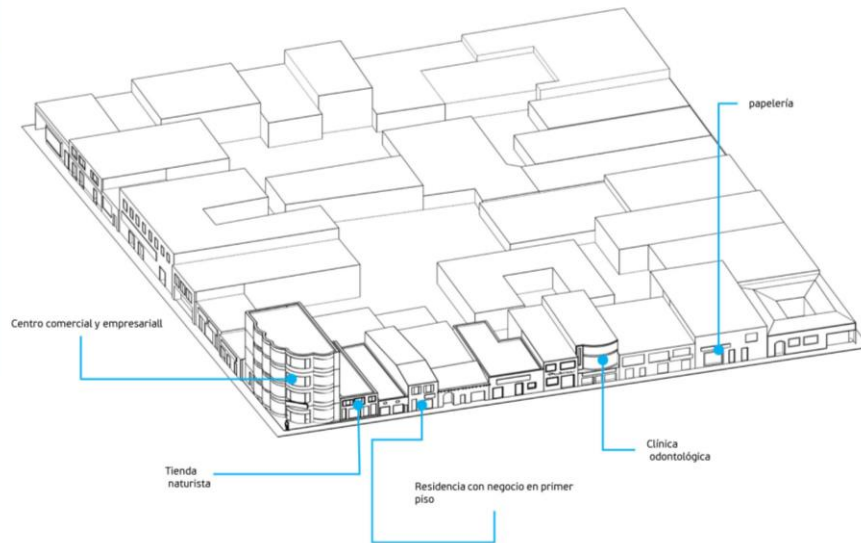 papelería
Centro comercial y empresariall
Clínica
odontológica
Tienda
naturista
Residencia con negocio en primer
piso